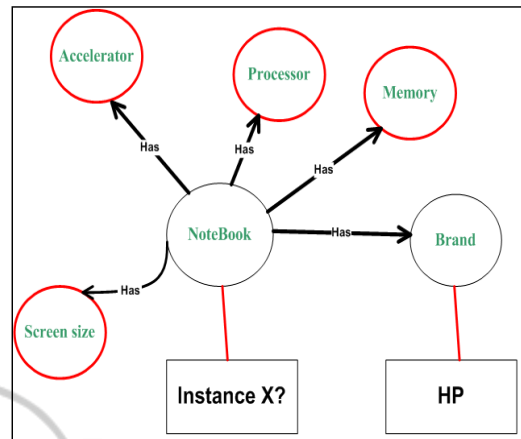 Accelerator
Processor
Memory
Has
Has
Has
NoteBook
Has
Brand
Has
Screen size
Instance X?
HP